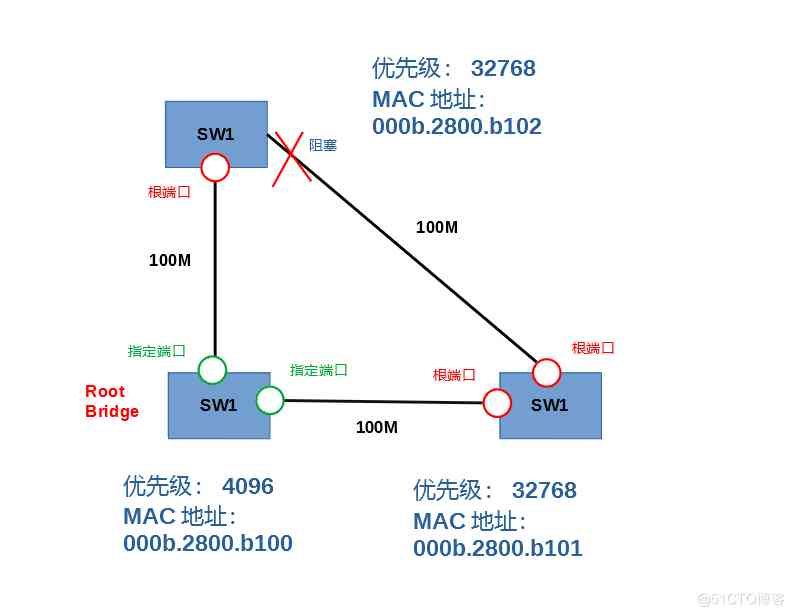 优先级： 32768
MAC 地址：
000b.2800.b102
SW1
阻塞
根端口
100M
100M
指定端口
指定端口
根端口
根端口
Root
Bridge
SW1
SW1
100M
优先级： 4096
MAC 地址：
000b.2800.b100
优先级： 32768
MAC 地址：
000b.2800.b101
@51CTO博客